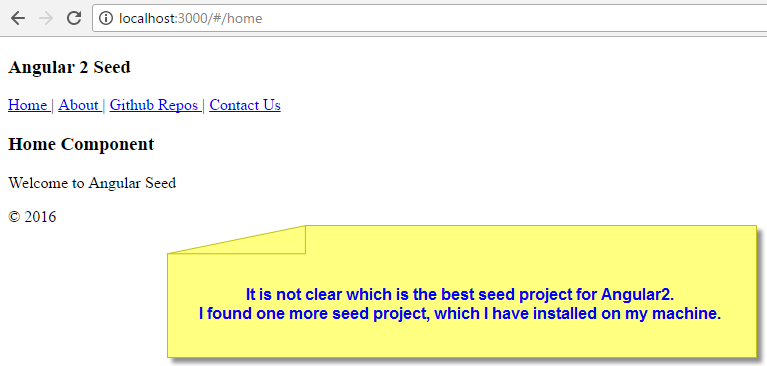 localhost:3000/#/home
Angular 2 Seed
Home | About | Github Repos | Contact Us
Home Component
Welcome to Angular Seed
© 2016
It is not clear which is the best seed project for Angular2.
I found one more seed project, which I have installed on my machine.